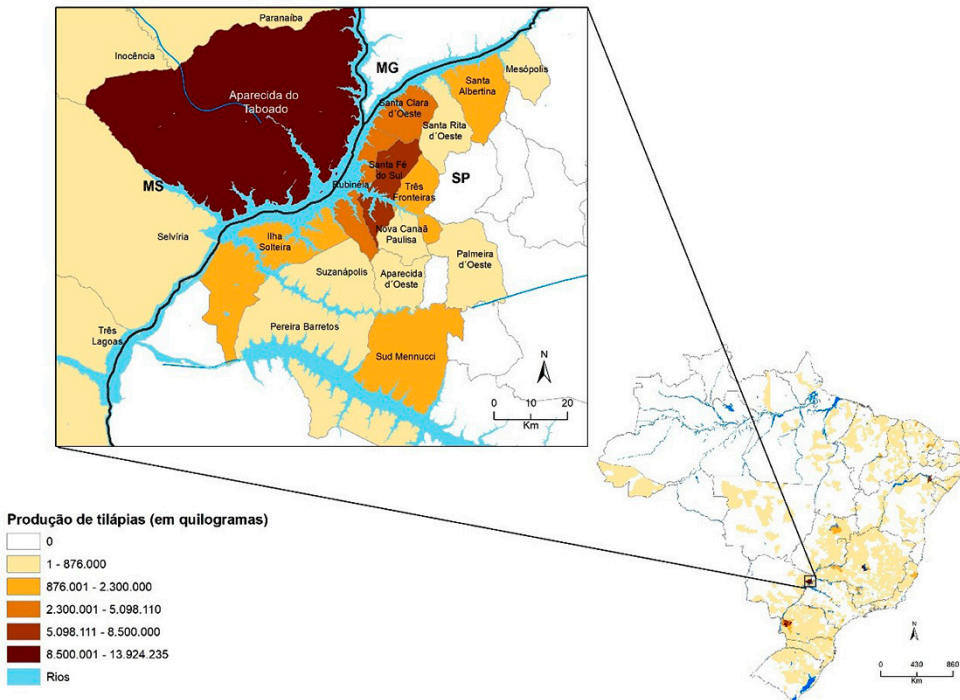 Paranaíba
Inocência
MG
Mesópolis
Santa
Albertina
Aparecida do
Taboado
Santa Clara
d´Oeste
Santa Rita
d´Oeste
Santa Fé
do Sul
SP
MS
Rubinéia
Três
Fronteiras
Nova Canaã
Paulisa
Selvíria
Ilha
Solteira
Palmeira
d´Oeste
Suzanápolis
Aparecida
d´Oeste
Três
Lagoas
Pereira Barretos
Sud Mennucci
N
0 10 20
Km
Produção de tilápias (em quilogramas)
0
1 - 876.000
876.001 - 2.300.000
2.300.001 - 5.098.110
5.098.111 - 8.500.000
8.500.001 - 13.924.235
Rios
N
0 430 860
Km